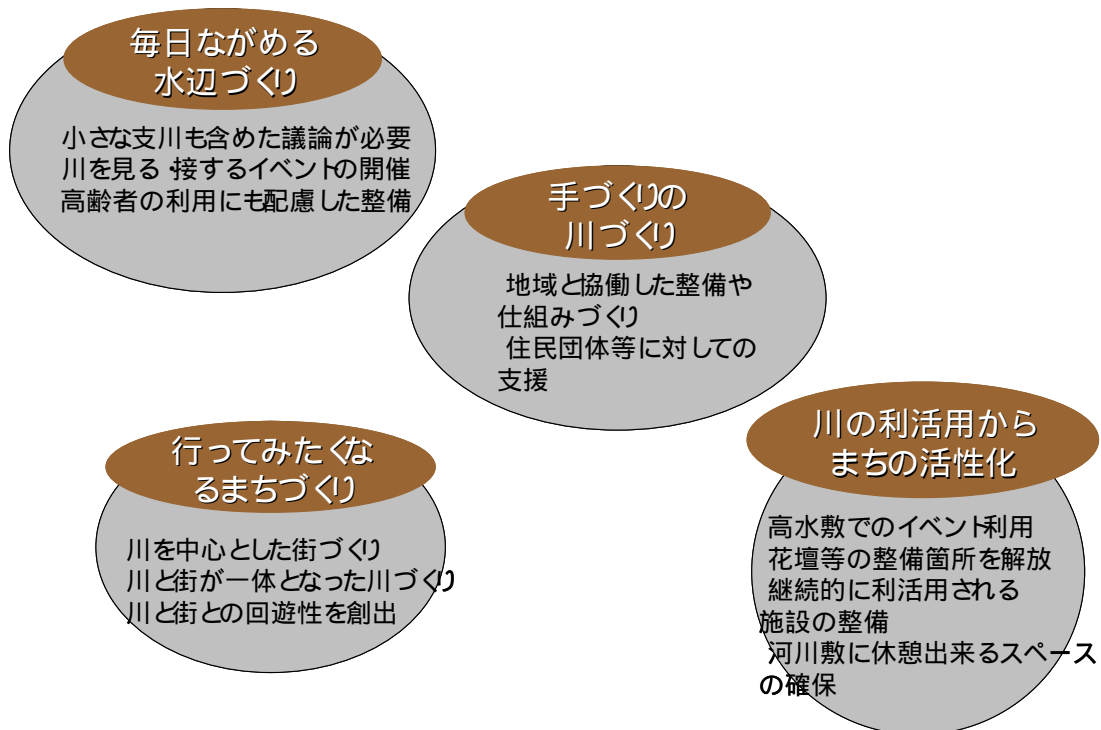 毎日ながめる
水辺づくり
小さな支川も含めた議論が必要
川を見る・接するイベントの開催
高齢者の利用にも配慮した整備
手づくりの
川づくり
地域と協働した整備や
仕組みづくり
住民団体等に対しての
支援
行ってみたくな
るまちづくり
川を中心とした街づくり
川と街が一体となった川づくり
川と街との回遊性を創出
川の利活用から
まちの活性化
高水敷でのイベント利用
花壇等の整備箇所を解放
継続的に利活用される
施設の整備
河川敷に休憩出来るスペース
の確保